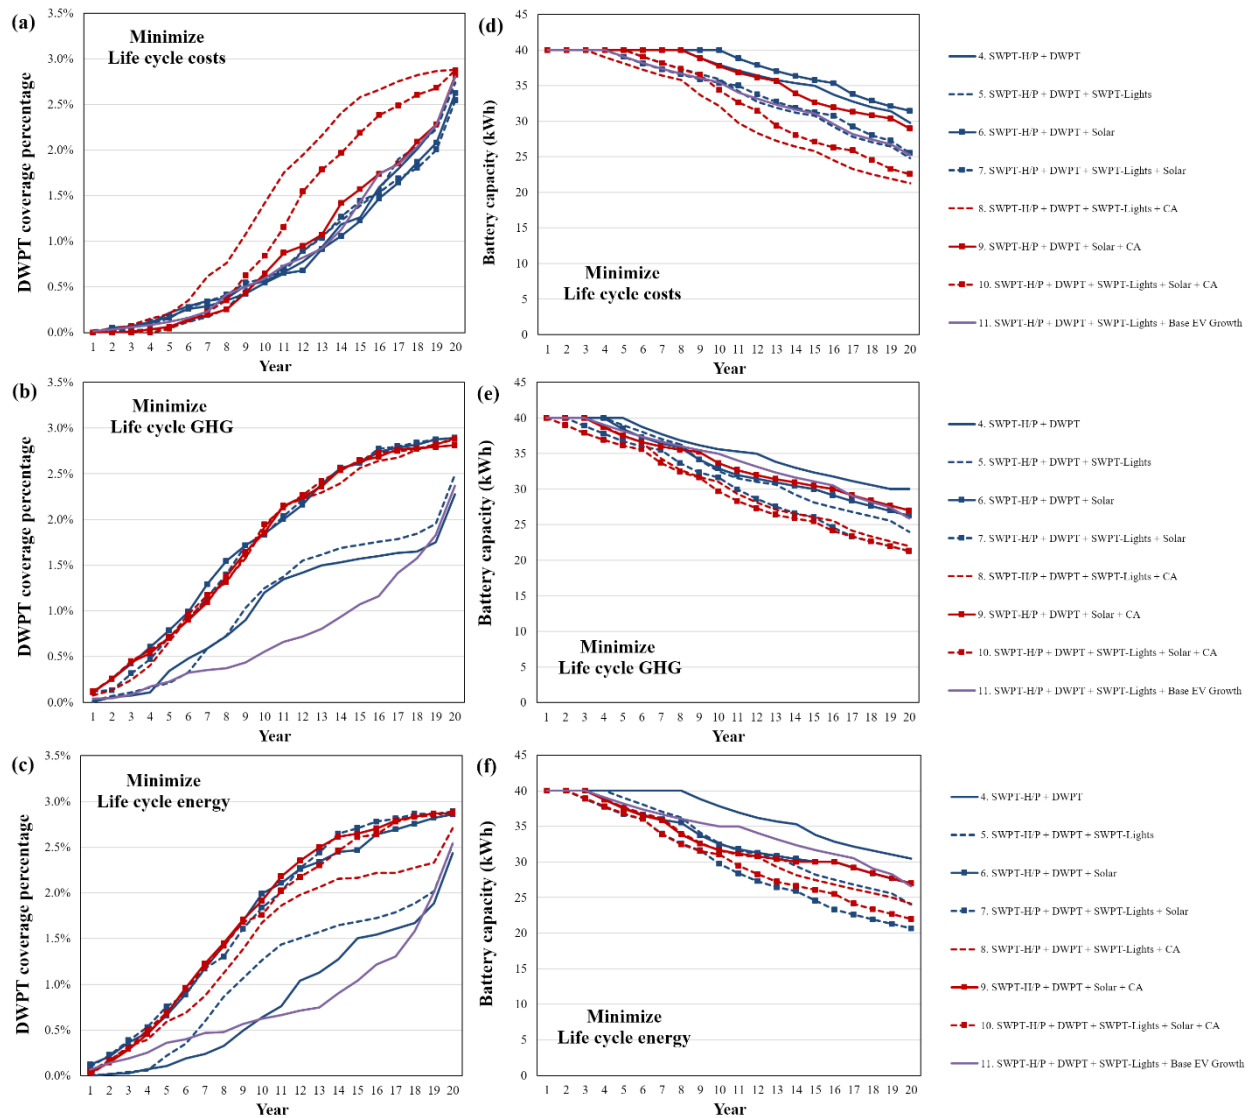 (a)
Minimize
Life cycle costs
DWPT coverage percentage
3.5%
3.0%
2.5%
2.0%
1.5%
1.0%
0.5%
0.0%
1 2 3 4 5 6 7 8 9 10 11 12 13 14 15 16 17 18 19 20
Year
(d)
Minimize
Life cycle costs
Battery capacity (kWh)
45
40
35
30
25
20
15
10
5
0
1 2 3 4 5 6 7 8 9 10 11 12 13 14 15 16 17 18 19 20
Year
4. SWPT-H/P + DWPT
5. SWPT-H/P + DWPT + SWPT-Lights
6. SWPT-H/P + DWPT + Solar
7. SWPT-H/P + DWPT + SWPT-Lights + Solar
8. SWPT-H/P + DWPT + SWPT-Lights + CA
9. SWPT-H/P + DWPT + Solar + CA
10. SWPT-H/P + DWPT + SWPT-Lights + Solar + CA
11. SWPT-H/P + DWPT + SWPT-Lights + Base EV Growth
(b)
Minimize
Life cycle GHG
DWPT coverage percentage
3.5%
3.0%
2.5%
2.0%
1.5%
1.0%
0.5%
0.0%
1 2 3 4 5 6 7 8 9 10 11 12 13 14 15 16 17 18 19 20
Year
(e)
Minimize
Life cycle GHG
Battery capacity (kWh)
45
40
35
30
25
20
15
10
5
0
1 2 3 4 5 6 7 8 9 10 11 12 13 14 15 16 17 18 19 20
Year
4. SWPT-H/P + DWPT
5. SWPT-H/P + DWPT + SWPT-Lights
6. SWPT-H/P + DWPT + Solar
7. SWPT-H/P + DWPT + SWPT-Lights + Solar
8. SWPT-H/P + DWPT + SWPT-Lights + CA
9. SWPT-H/P + DWPT + Solar + CA
10. SWPT-H/P + DWPT + SWPT-Lights + Solar + CA
11. SWPT-H/P + DWPT + SWPT-Lights + Base EV Growth
(c)
Minimize
Life cycle energy
DWPT coverage percentage
3.5%
3.0%
2.5%
2.0%
1.5%
1.0%
0.5%
0.0%
1 2 3 4 5 6 7 8 9 10 11 12 13 14 15 16 17 18 19 20
Year
(f)
Minimize
Life cycle energy
Battery capacity (kWh)
45
40
35
30
25
20
15
10
5
0
1 2 3 4 5 6 7 8 9 10 11 12 13 14 15 16 17 18 19 20
Year
4. SWPT-H/P + DWPT
5. SWPT-H/P + DWPT + SWPT-Lights
6. SWPT-H/P + DWPT + Solar
7. SWPT-H/P + DWPT + SWPT-Lights + Solar
8. SWPT-H/P + DWPT + SWPT-Lights + CA
9. SWPT-H/P + DWPT + Solar + CA
10. SWPT-H/P + DWPT + SWPT-Lights + Solar + CA
11. SWPT-H/P + DWPT + SWPT-Lights + Base EV Growth